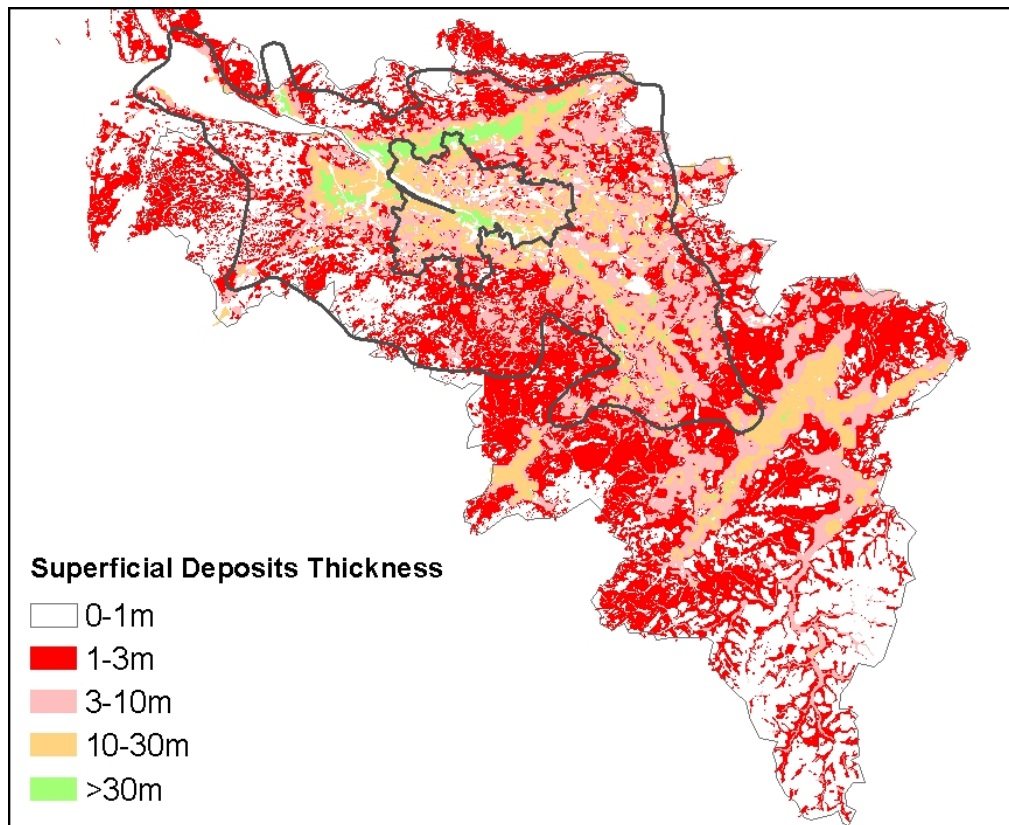 Superficial Deposits Thickness
0-1m
1-3m
3-10m
10-30m
>30m